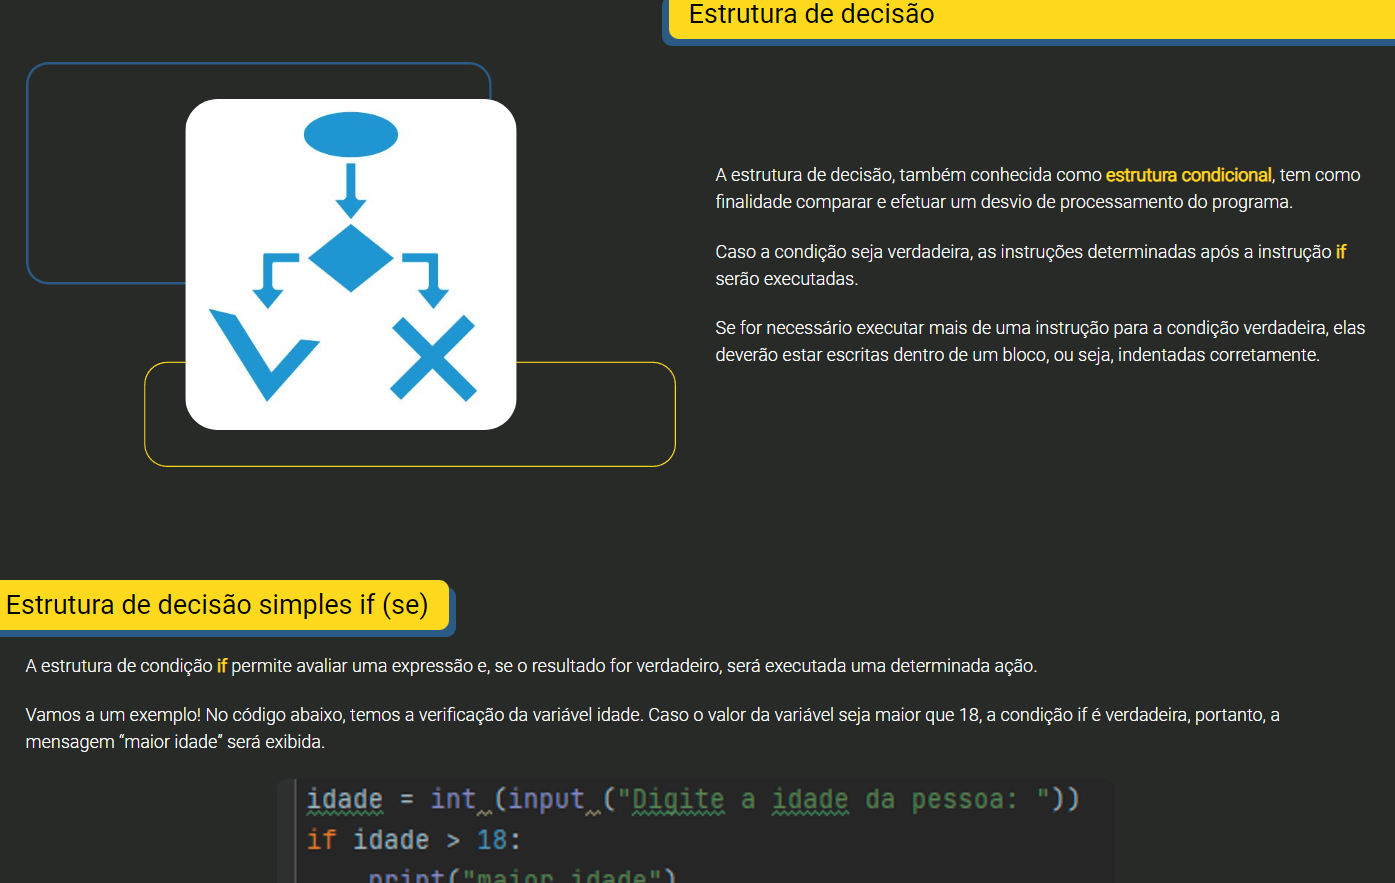 Estrutura de decisão
A estrutura de decisão, também conhecida como estrutura condicional, tem como
finalidade comparar e efetuar um desvio de processamento do programa.
Caso a condição seja verdadeira, as instruções determinadas após a instrução if
serão executadas.
Se for necessário executar mais de uma instrução para a condição verdadeira, elas
deverão estar escritas dentro de um bloco, ou seja, indentadas corretamente.
Estrutura de decisão simples if (se)
A estrutura de condição if permite avaliar uma expressão e, se o resultado for verdadeiro, será executada uma determinada ação.
Vamos a um exemplo! No código abaixo, temos a verificação da variável idade. Caso o valor da variável seja maior que 18, a condição if é verdadeira, portanto, a
mensagem “maior idade” será exibida.
idade = int (input ("Digite a idade da pessoa: "))
if idade > 18:
print("maior idade")